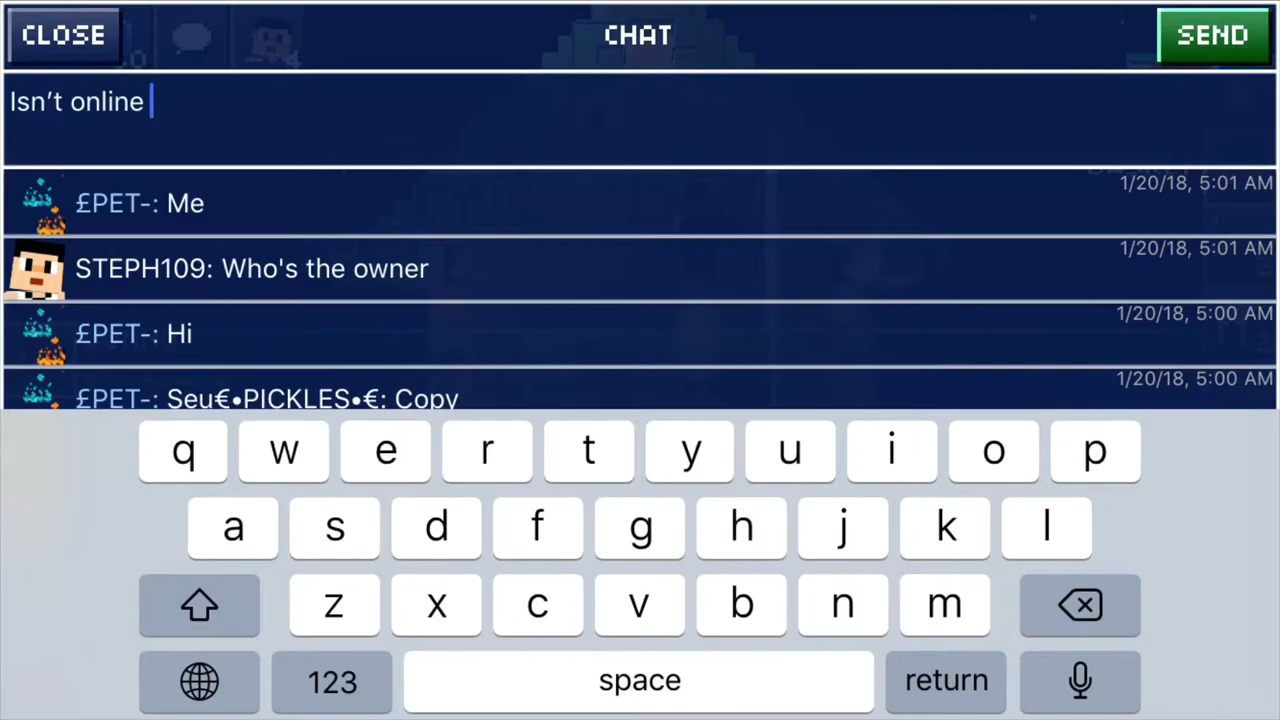 CLOSE
CHAT
SEND
Isn’t online
£PET-: Me
1/20/18, 5:01 AM
STEPH109: Who's the owner
1/20/18, 5:01 AM
£PET-: Hi
1/20/18, 5:00 AM
£PET-: Seu€•PICKLES•€: Copy
1/20/18, 5:00 AM
q w e r t y u i o p
a s d f g h j k l
z x c v b n m
123 space return